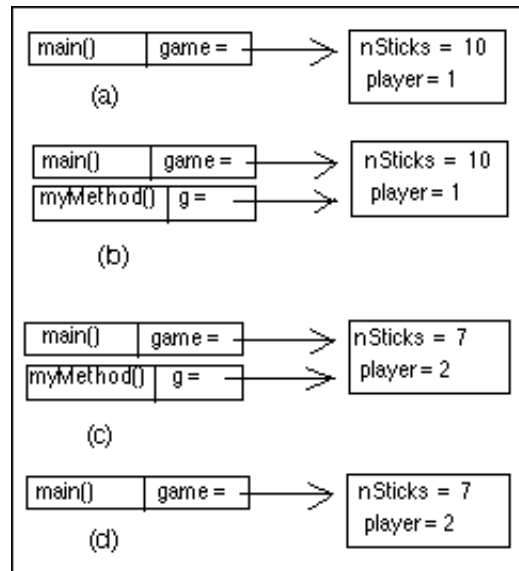 main() game = nSticks = 10
player = 1
(a)
main() game = nSticks = 10
myMethod() g = player = 1
(b)
main() game = nSticks = 7
myMethod() g = player = 2
(c)
main() game = nSticks = 7
player = 2
(d)